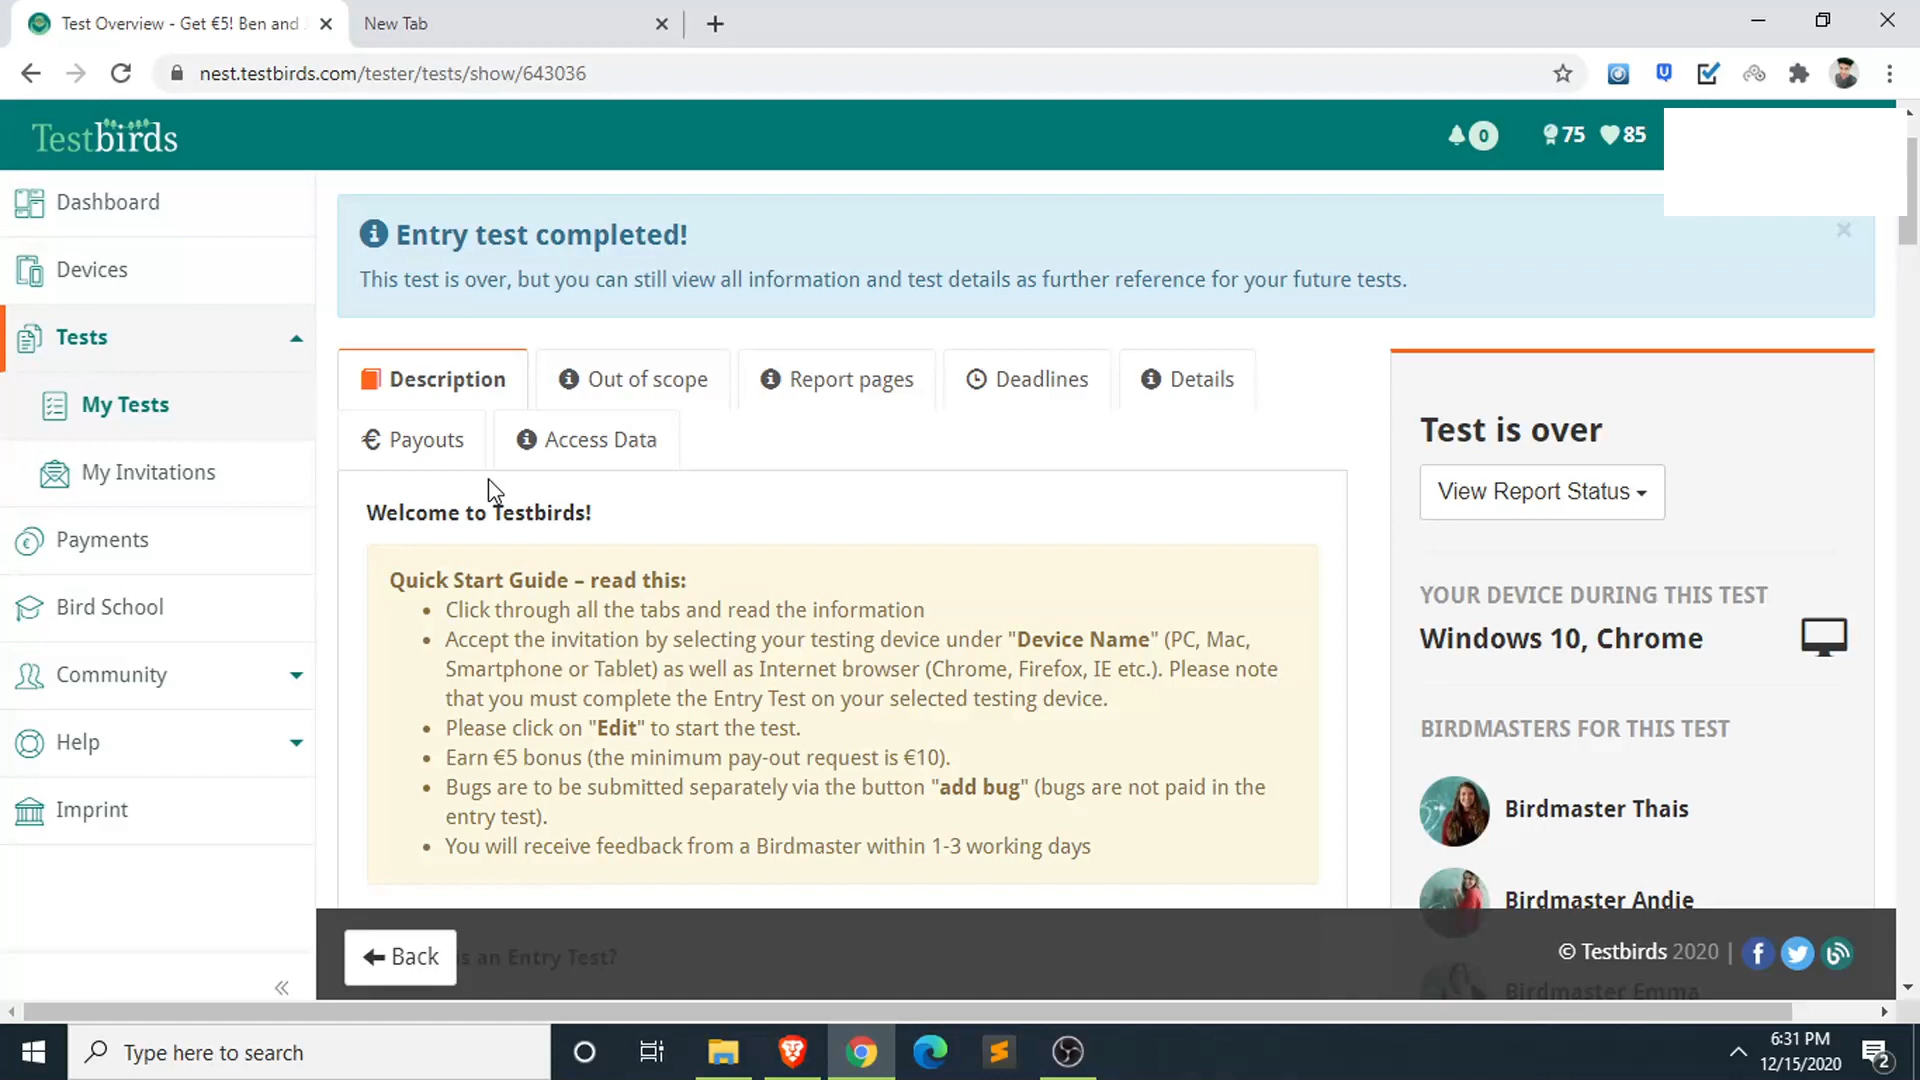 Test Overview - Get €5! Ben and
New Tab
nest.testbirds.com/tester/tests/show/643036
Testbirds
0
75
85
Dashboard
Devices
Tests
My Tests
My Invitations
Payments
Bird School
Community
Help
Imprint
Entry test completed!
This test is over, but you can still view all information and test details as further reference for your future tests.
Description
Out of scope
Report pages
Deadlines
Details
€ Payouts
Access Data
Welcome to Testbirds!
Quick Start Guide – read this:
• Click through all the tabs and read the information
• Accept the invitation by selecting your testing device under "Device Name" (PC, Mac,
Smartphone or Tablet) as well as Internet browser (Chrome, Firefox, IE etc.). Please note
that you must complete the Entry Test on your selected testing device.
• Please click on "Edit" to start the test.
• Earn €5 bonus (the minimum pay-out request is €10).
• Bugs are to be submitted separately via the button "add bug" (bugs are not paid in the
entry test).
• You will receive feedback from a Birdmaster within 1-3 working days
Test is over
View Report Status
YOUR DEVICE DURING THIS TEST
Windows 10, Chrome
BIRDMASTERS FOR THIS TEST
Birdmaster Thais
Birdmaster Andie
Birdmaster Emma
Back
an Entry Test?
© Testbirds 2020 |
Type here to search
6:31 PM
12/15/2020
2